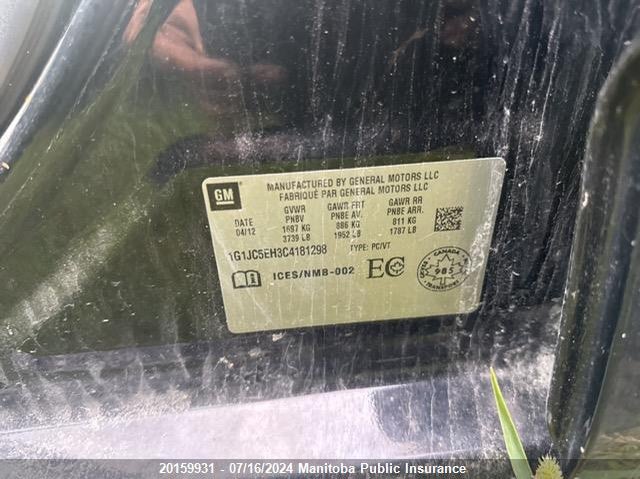 GM
MANUFACTURED BY GENERAL MOTORS LLC
FABRIQUÉ PAR GENERAL MOTORS LLC
DATE GVWR GAWR FRT GAWR RR
04/12 PNBV PNBE AV. PNBE ARR.
1697 KG 886 KG 811 KG
3739 LB 1952 LB 1787 LB
1G1JC5EH3C4181298 TYPE: PC/VT
ICES/NMB-002 EC
CANADA
985
TRANSPORT
20159931 - 07/16/2024 Manitoba Public Insurance